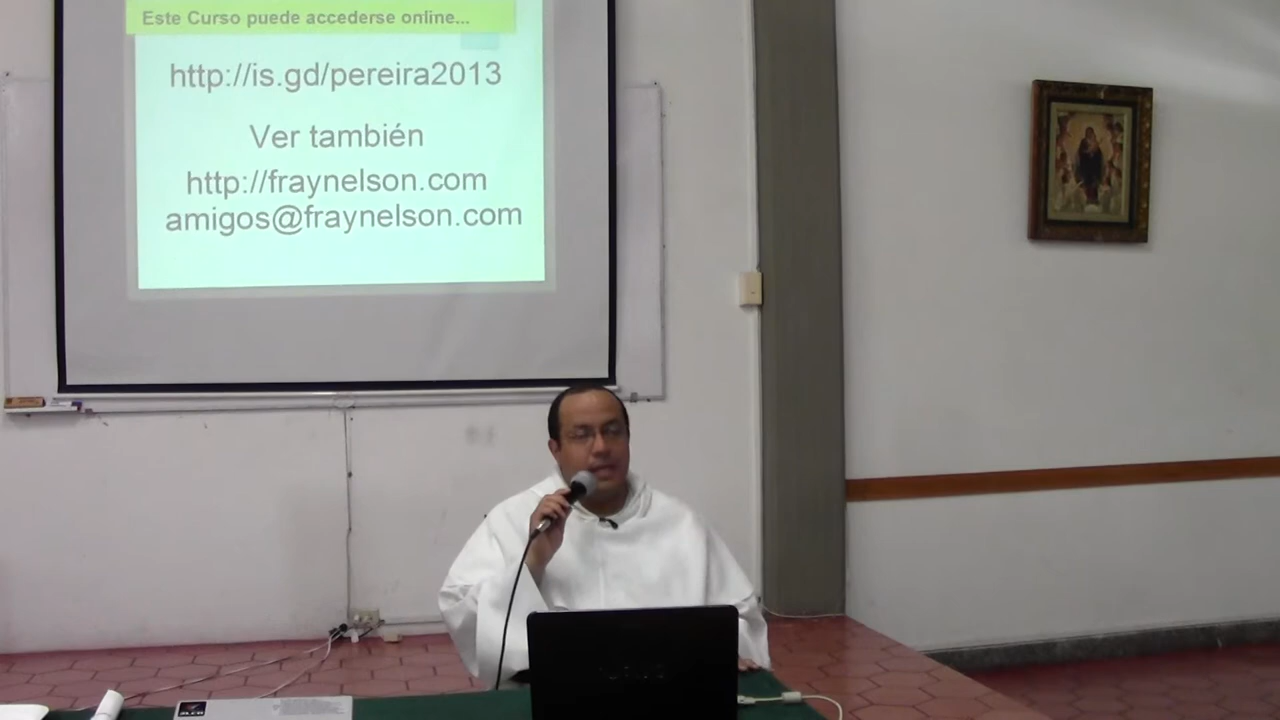 Este Curso puede accederse online...
http://is.gd/pereira2013
Ver también
http://fraynelson.com
amigos@fraynelson.com